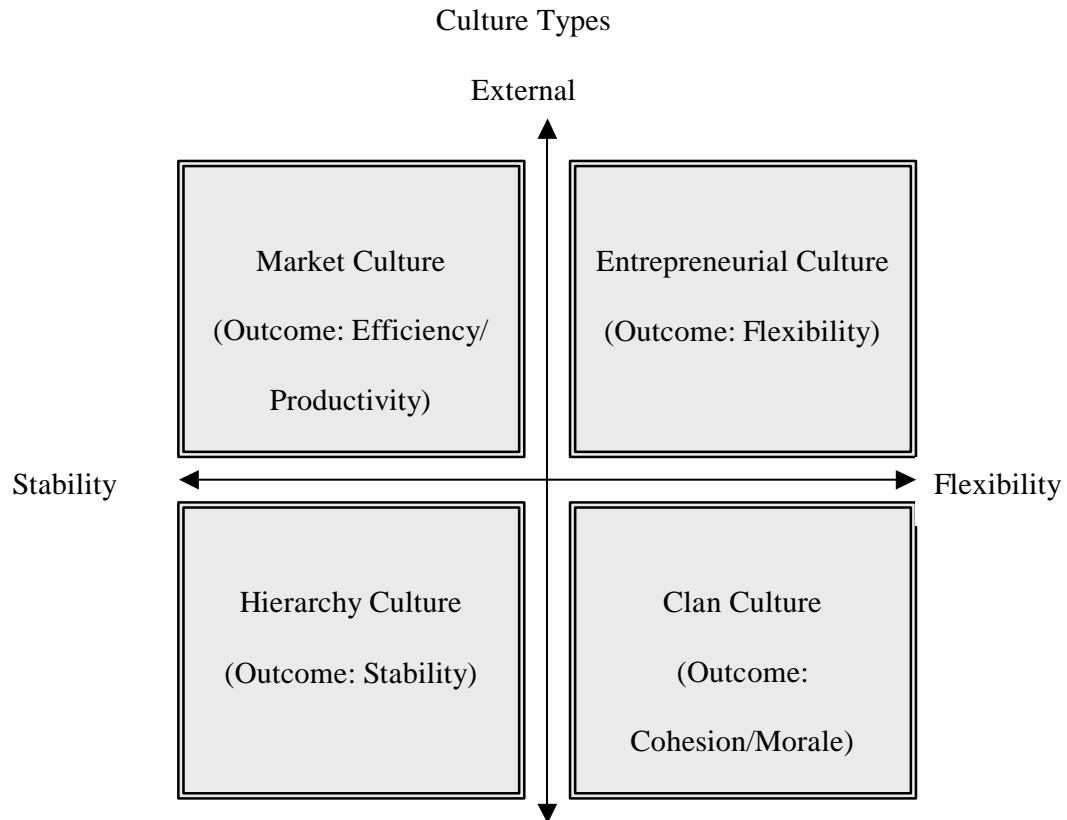 Culture Types
External
Market Culture
(Outcome: Efficiency/
Productivity)
Entrepreneurial Culture
(Outcome: Flexibility)
Stability
Flexibility
Hierarchy Culture
(Outcome: Stability)
Clan Culture
(Outcome:
Cohesion/Morale)